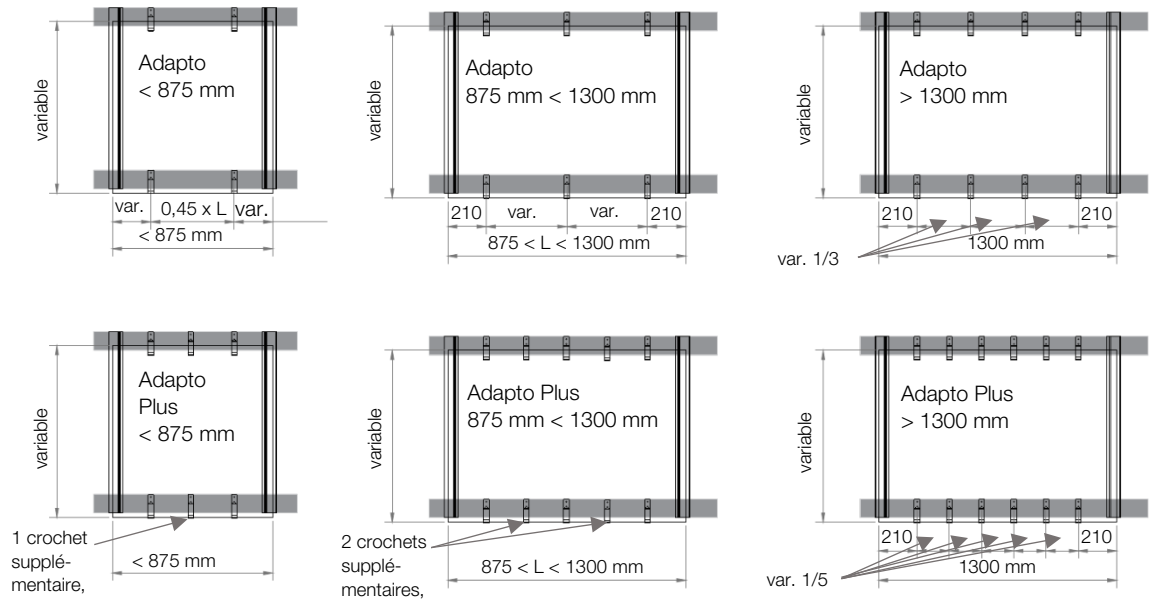 Adapto
< 875 mm
variable
var. 0,45 x L var.
< 875 mm
Adapto
875 mm < 1300 mm
variable
210 var. var. 210
875 < L < 1300 mm
Adapto
> 1300 mm
variable
210 210
1300 mm
var. 1/3
Adapto
Plus
< 875 mm
variable
1 crochet
supplé-
mentaire,
< 875 mm
Adapto Plus
875 mm < 1300 mm
variable
2 crochets
supplé-
mentaires,
875 < L < 1300 mm
Adapto Plus
> 1300 mm
variable
210 210
1300 mm
var. 1/5